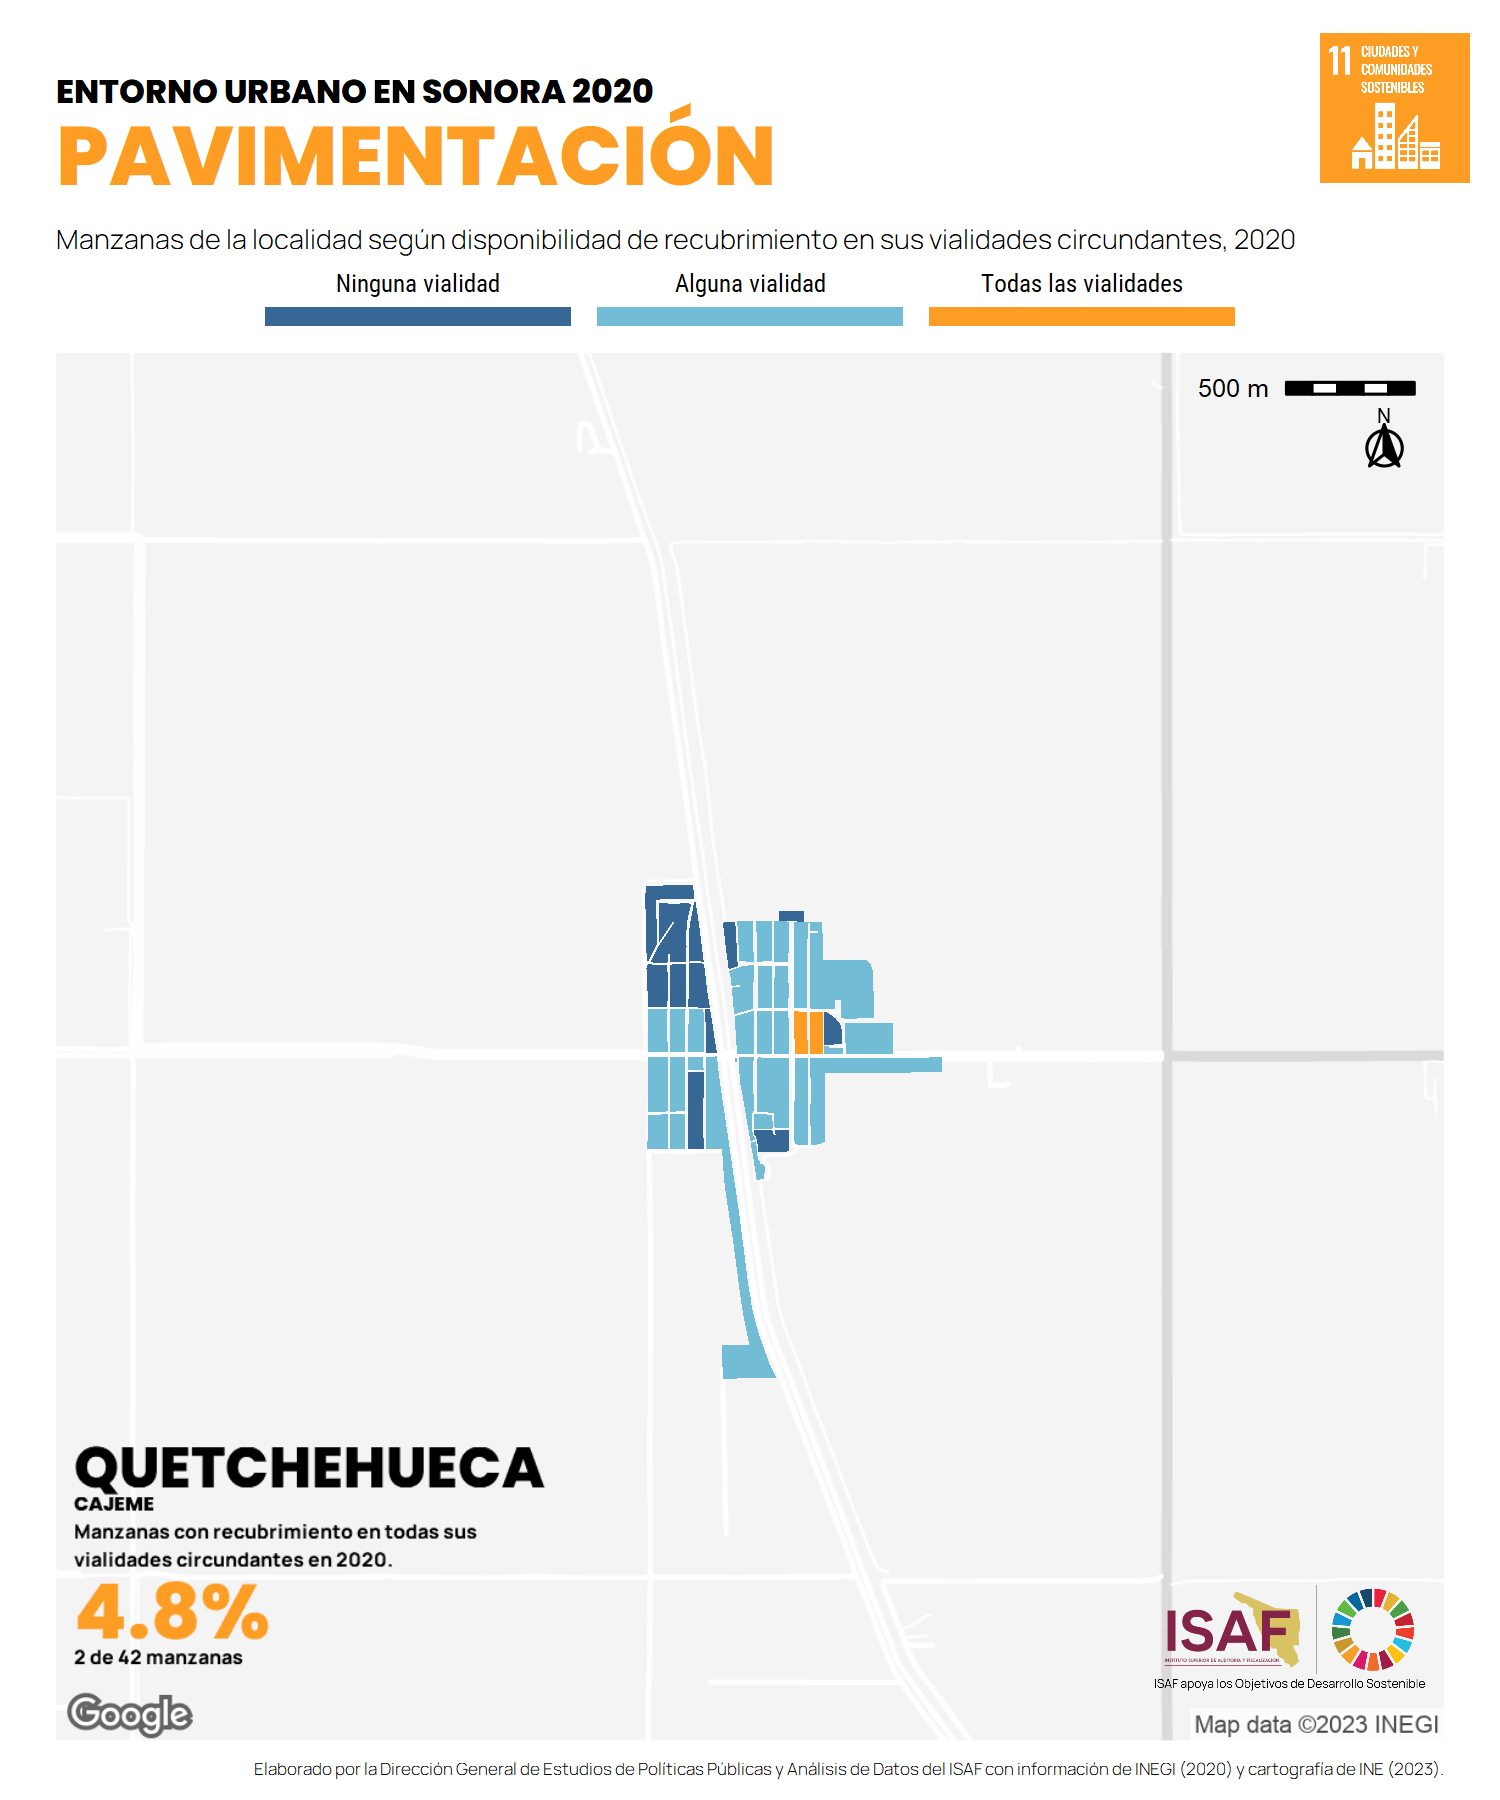 ENTORNO URBANO EN SONORA 2020
PAVIMENTACIÓN
11 CIUDADES Y
COMUNIDADES
SOSTENIBLES
Manzanas de la localidad según disponibilidad de recubrimiento en sus vialidades circundantes, 2020
Ninguna vialidad
Alguna vialidad
Todas las vialidades
500 m
N
QUETCHEHUECA
CAJEME
Manzanas con recubrimiento en todas sus
vialidades circundantes en 2020.
4.8%
2 de 42 manzanas
Google
ISAF
INSTITUTO SUPERIOR DE AUDITORÍA Y FISCALIZACIÓN
ISAF apoya los Objetivos de Desarrollo Sostenible
Map data ©2023 INEGI
Elaborado por la Dirección General de Estudios de Políticas Públicas y Análisis de Datos del ISAF con información de INEGI (2020) y cartografía de INE (2023).